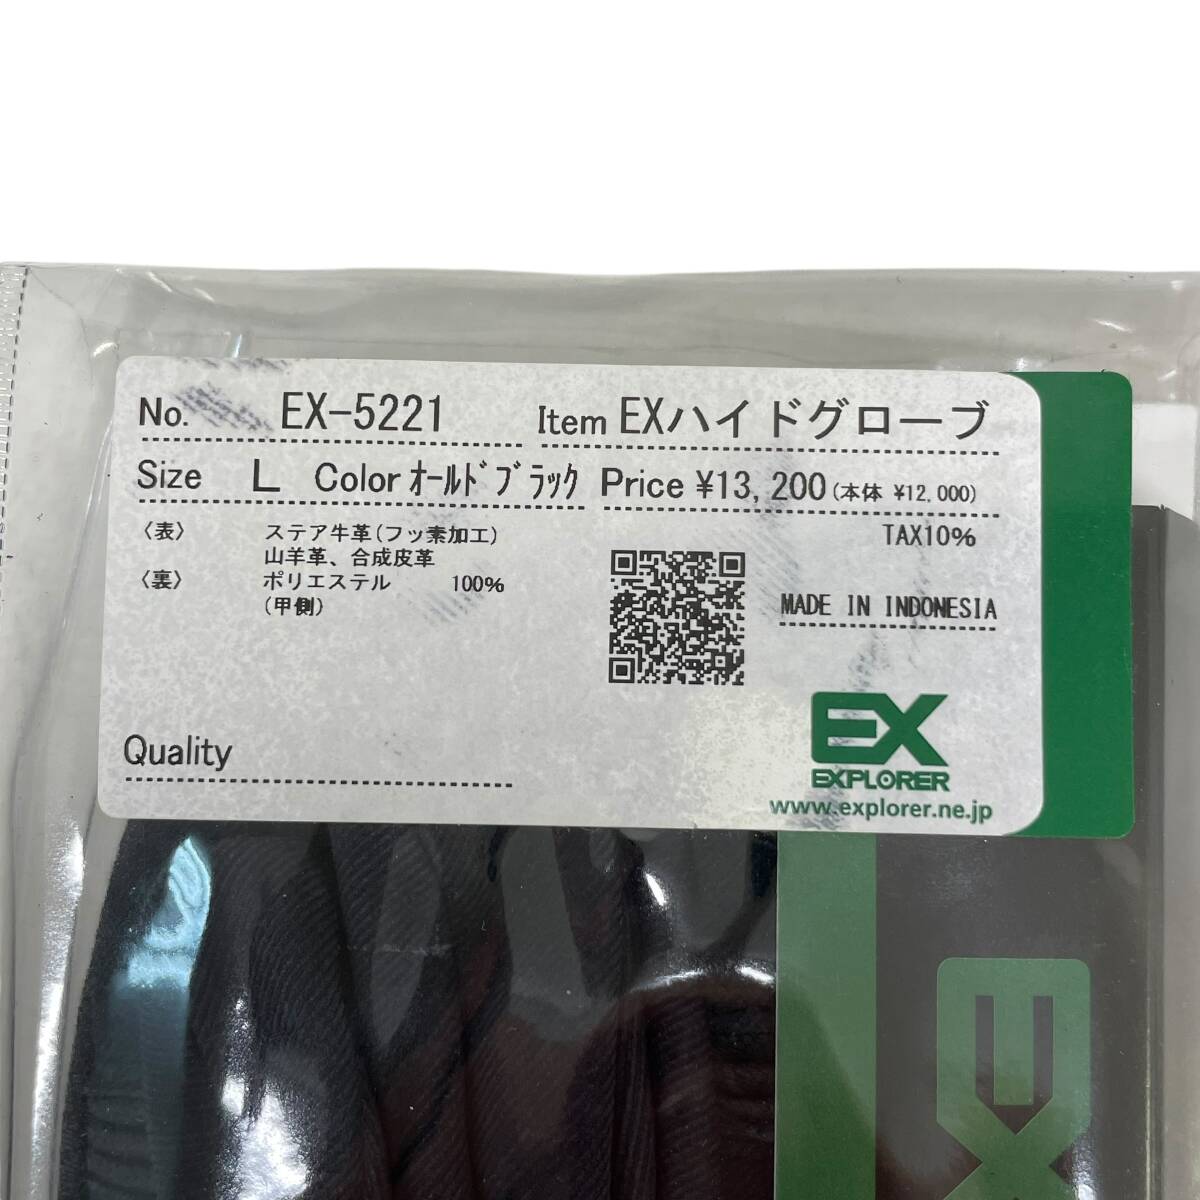 No. EX-5221 Item EXハイドグローブ
Size L Color ｵｰﾙﾄﾞﾌﾞﾗｯｸ Price ¥13,200(本体 ¥12,000)
〈表〉 ステア牛革(フッ素加工) TAX10%
山羊革、合成皮革
〈裏〉 ポリエステル 100%
(甲側) MADE IN INDONESIA
Quality
EX
EXPLORER
www.explorer.ne.jp
EX